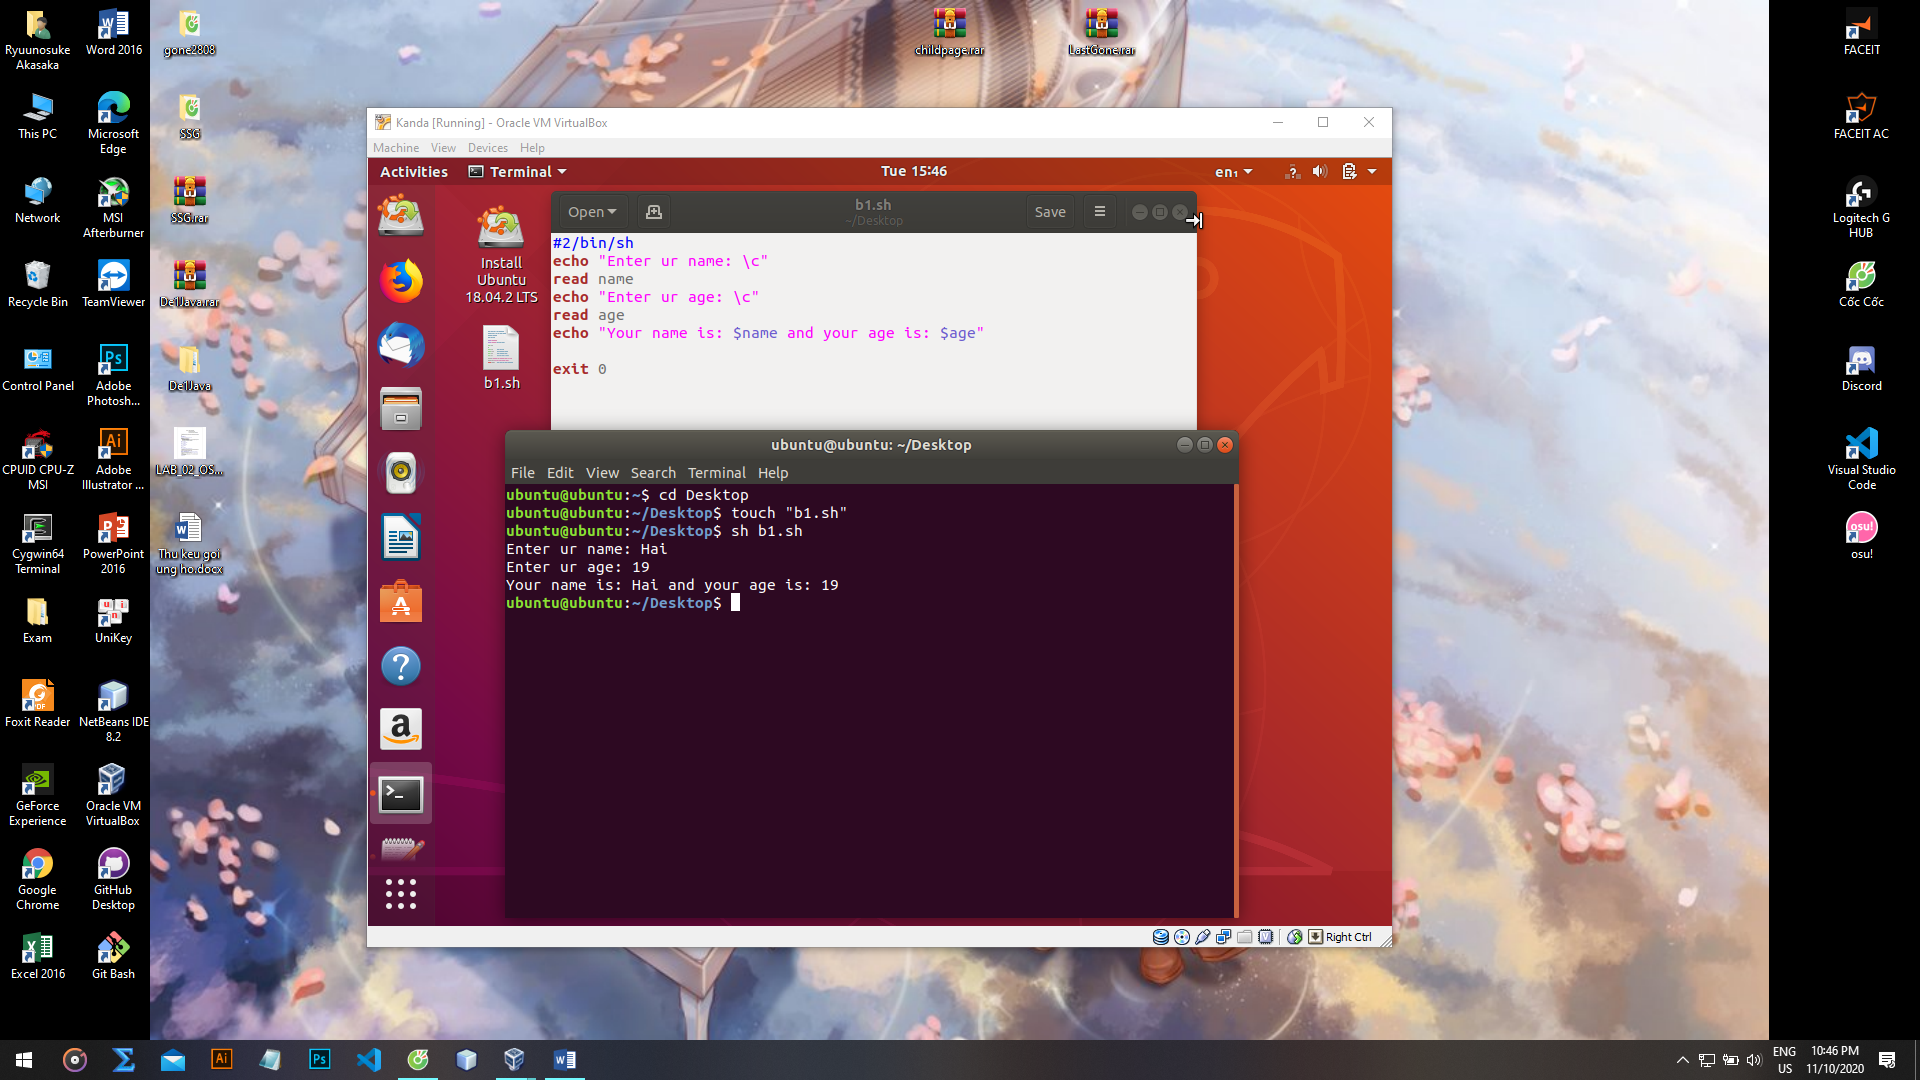 Ryuunosuke Akasaka
Word 2016
gone2808
childpage.rar
LastGone.rar
FACEIT
This PC
Microsoft Edge
SSG
FACEIT AC
Network
MSI Afterburner
SSG.rar
Logitech G HUB
Recycle Bin
TeamViewer
De1Java.rar
Cốc Cốc
Control Panel
Adobe Photosh...
De1Java
Discord
CPUID CPU-Z MSI
Adobe Illustrator ...
LAB_02_OS...
Visual Studio Code
Cygwin64 Terminal
PowerPoint 2016
Thu keu goi ung ho.docx
osu!
osu!
Exam
UniKey
Foxit Reader
NetBeans IDE 8.2
GeForce Experience
Oracle VM VirtualBox
Google Chrome
GitHub Desktop
Excel 2016
Git Bash
Kanda [Running] - Oracle VM VirtualBox
Machine View Devices Help
Activities Terminal Tue 15:46 en₁
Install Ubuntu 18.04.2 LTS
b1.sh
Open b1.sh Save
~/Desktop
#2/bin/sh
echo "Enter ur name: \c"
read name
echo "Enter ur age: \c"
read age
echo "Your name is: $name and your age is: $age"
exit 0
ubuntu@ubuntu: ~/Desktop
File Edit View Search Terminal Help
ubuntu@ubuntu:~$ cd Desktop
ubuntu@ubuntu:~/Desktop$ touch "b1.sh"
ubuntu@ubuntu:~/Desktop$ sh b1.sh
Enter ur name: Hai
Enter ur age: 19
Your name is: Hai and your age is: 19
ubuntu@ubuntu:~/Desktop$
Right Ctrl
ENG
US
10:46 PM
11/10/2020